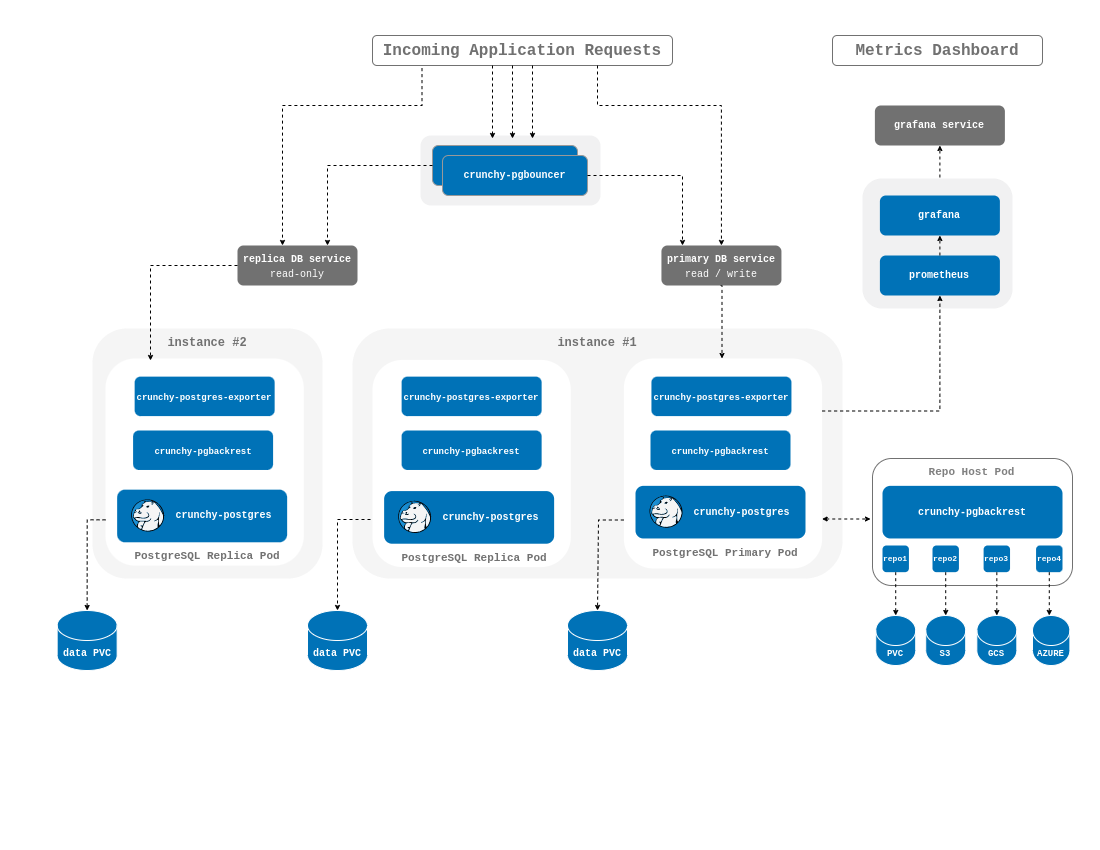 Incoming Application Requests
Metrics Dashboard
grafana service
crunchy-pgbouncer
grafana
replica DB service
read-only
primary DB service
read / write
prometheus
instance #2
instance #1
crunchy-postgres-exporter
crunchy-postgres-exporter
crunchy-postgres-exporter
crunchy-pgbackrest
crunchy-pgbackrest
crunchy-pgbackrest
Repo Host Pod
crunchy-postgres
crunchy-postgres
crunchy-postgres
crunchy-pgbackrest
PostgreSQL Replica Pod
PostgreSQL Replica Pod
PostgreSQL Primary Pod
repo1
repo2
repo3
repo4
data PVC
data PVC
data PVC
PVC
S3
GCS
AZURE